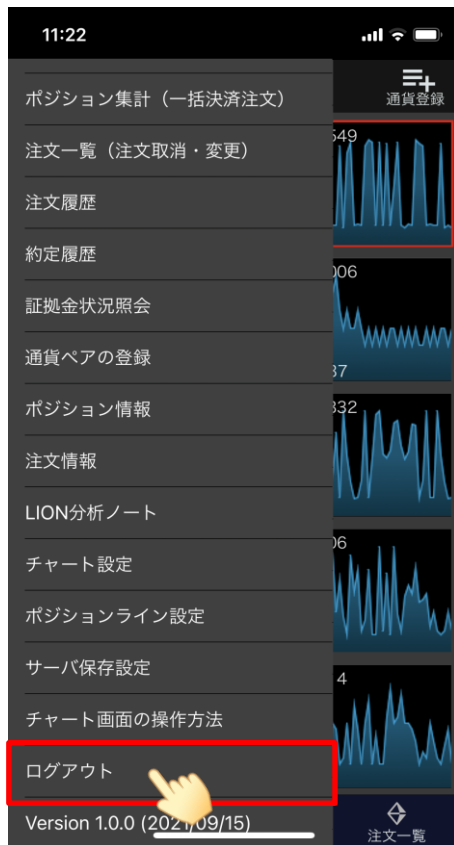 11:22
通貨登録
ポジション集計（一括決済注文）
注文一覧（注文取消・変更）
549
注文履歴
約定履歴
006
証拠金状況照会
通貨ペアの登録
37
ポジション情報
332
注文情報
LION分析ノート
06
チャート設定
ポジションライン設定
サーバ保存設定
4
チャート画面の操作方法
ログアウト
Version 1.0.0 (2021/09/15)
注文一覧